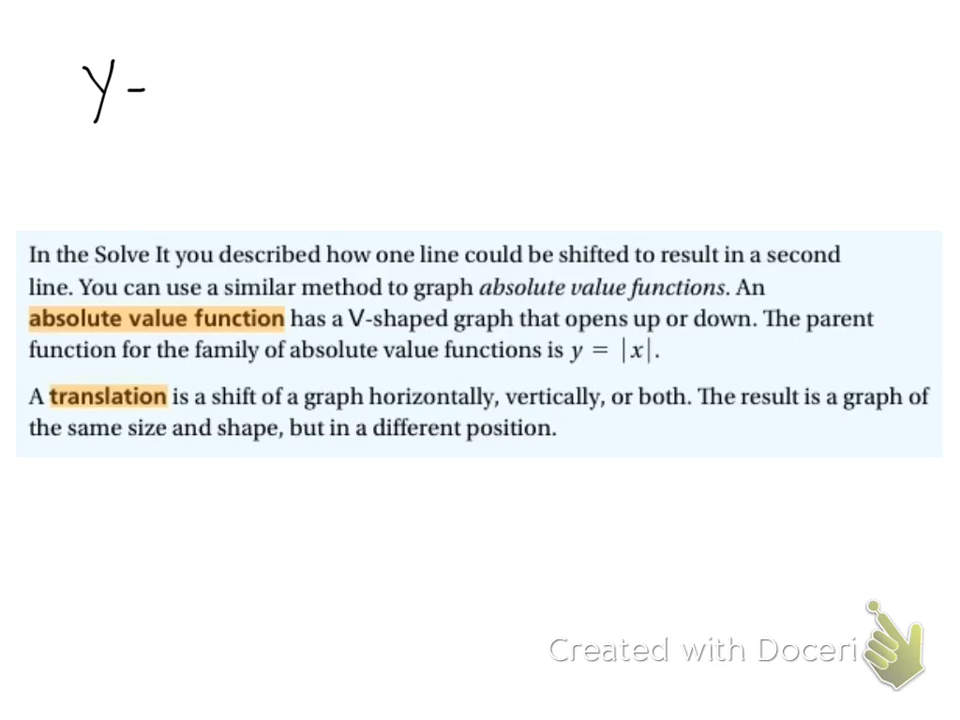 y -
In the Solve It you described how one line could be shifted to result in a second
line. You can use a similar method to graph absolute value functions. An
absolute value function has a V-shaped graph that opens up or down. The parent
function for the family of absolute value functions is y = |x|.
A translation is a shift of a graph horizontally, vertically, or both. The result is a graph of
the same size and shape, but in a different position.
Created with Doceri